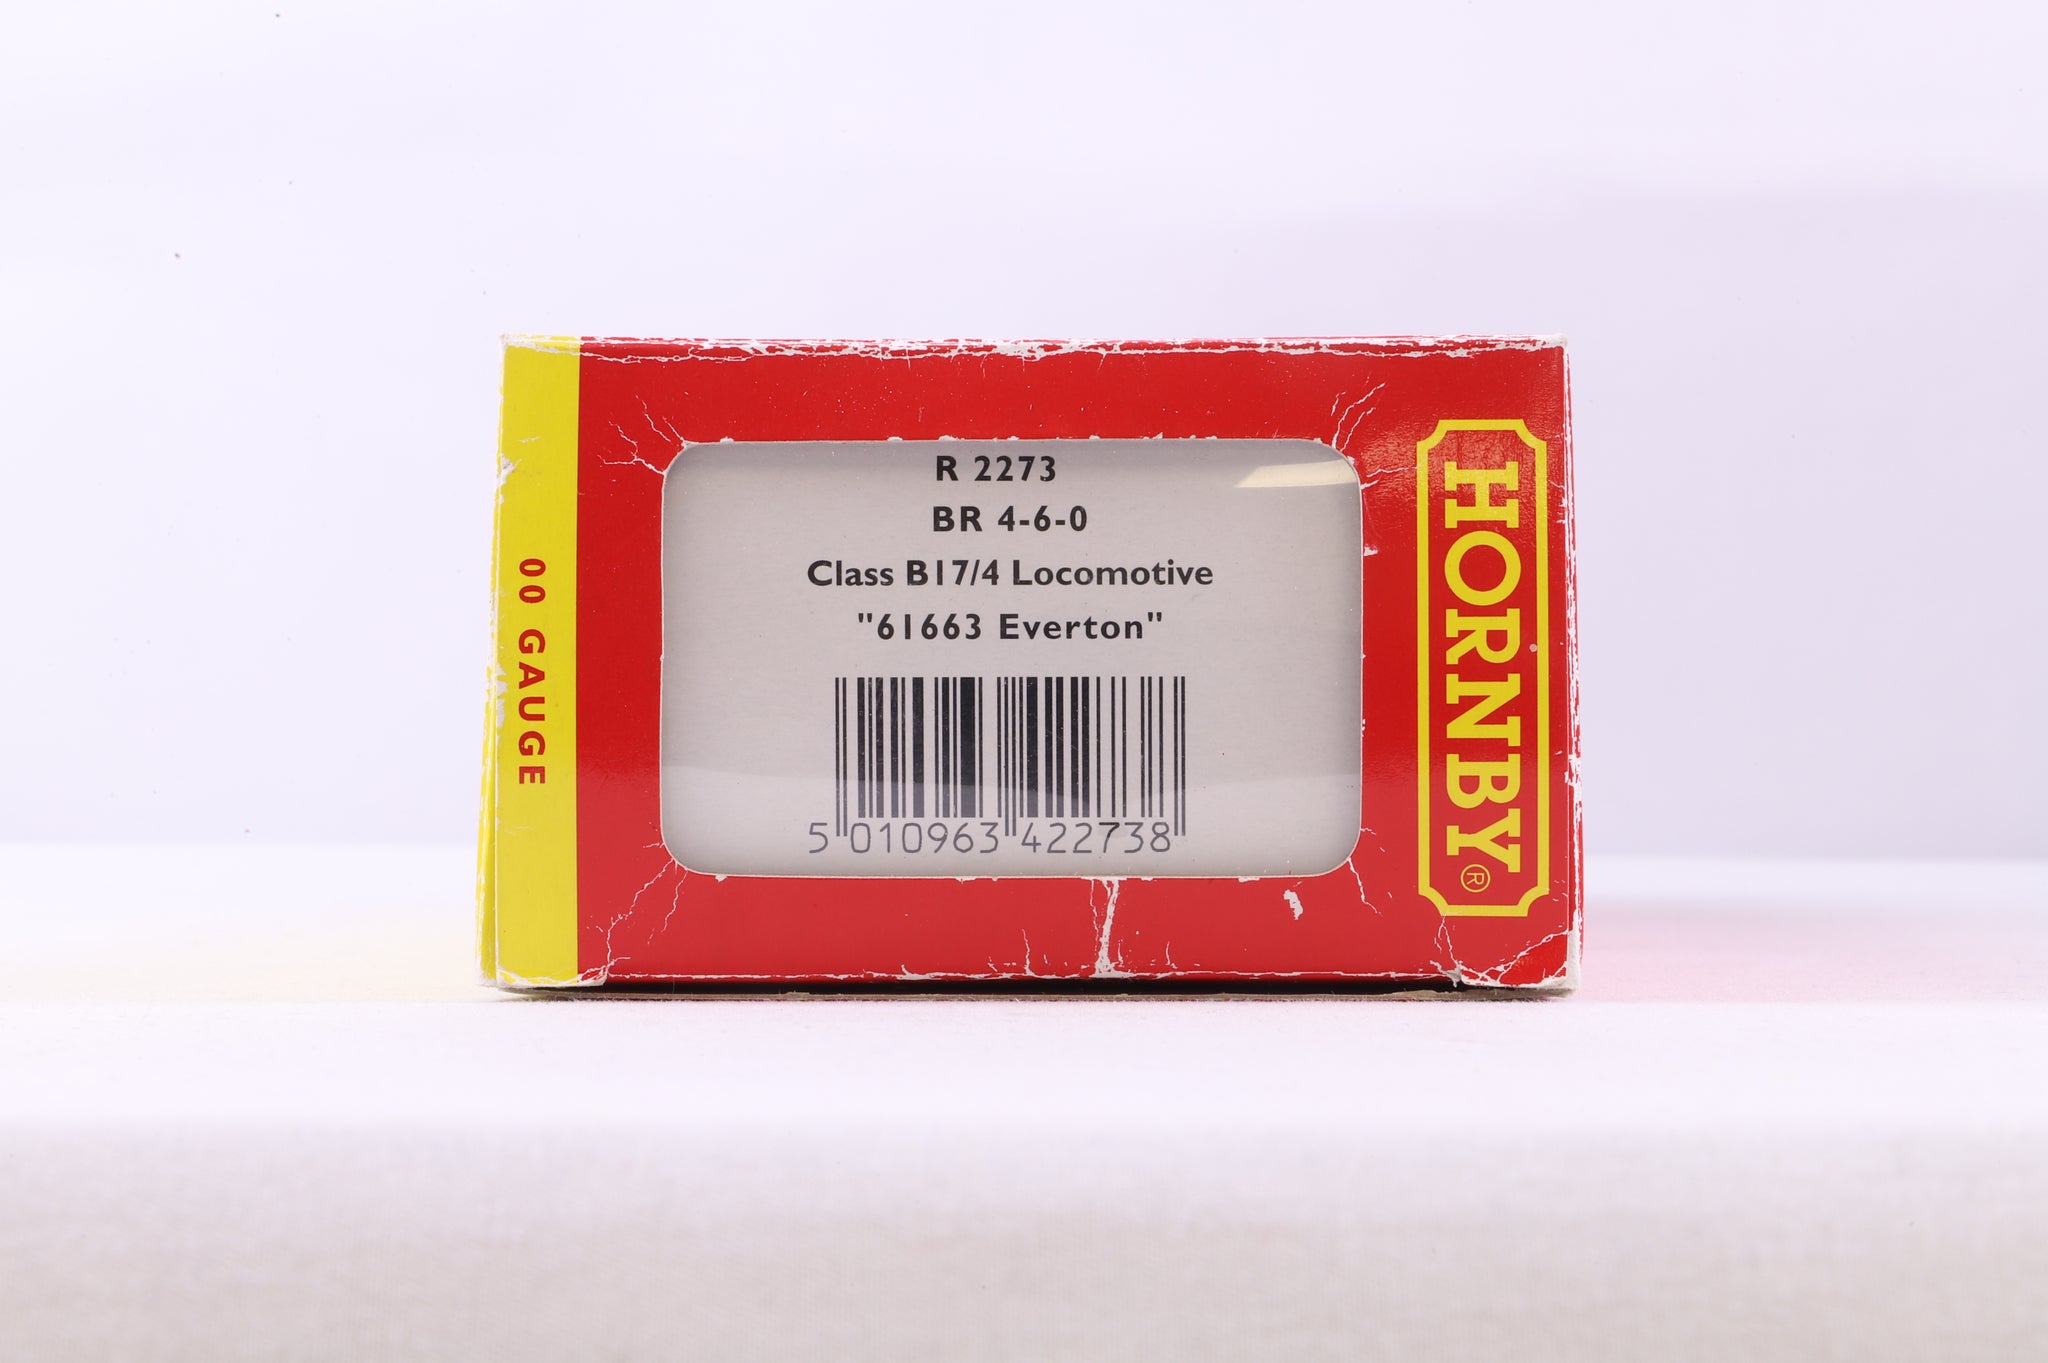 00 GAUGE
R 2273
BR 4-6-0
Class B17/4 Locomotive
"61663 Everton"
5 010963 422738
HORNBY®